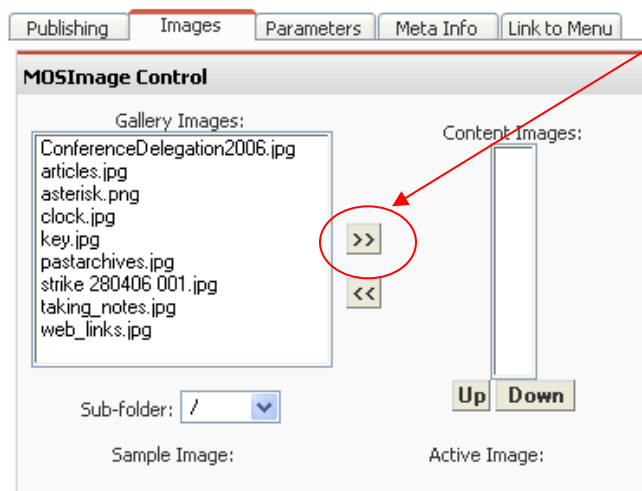 Publishing Images Parameters Meta Info Link to Menu
MOSImage Control
Gallery Images:
ConferenceDelegation2006.jpg
articles.jpg
asterisk.png
clock.jpg
key.jpg
pastarchives.jpg
strike 280406 001.jpg
taking_notes.jpg
web_links.jpg
>>
<<
Content Images:
Up Down
Sub-folder: /
Sample Image:
Active Image: